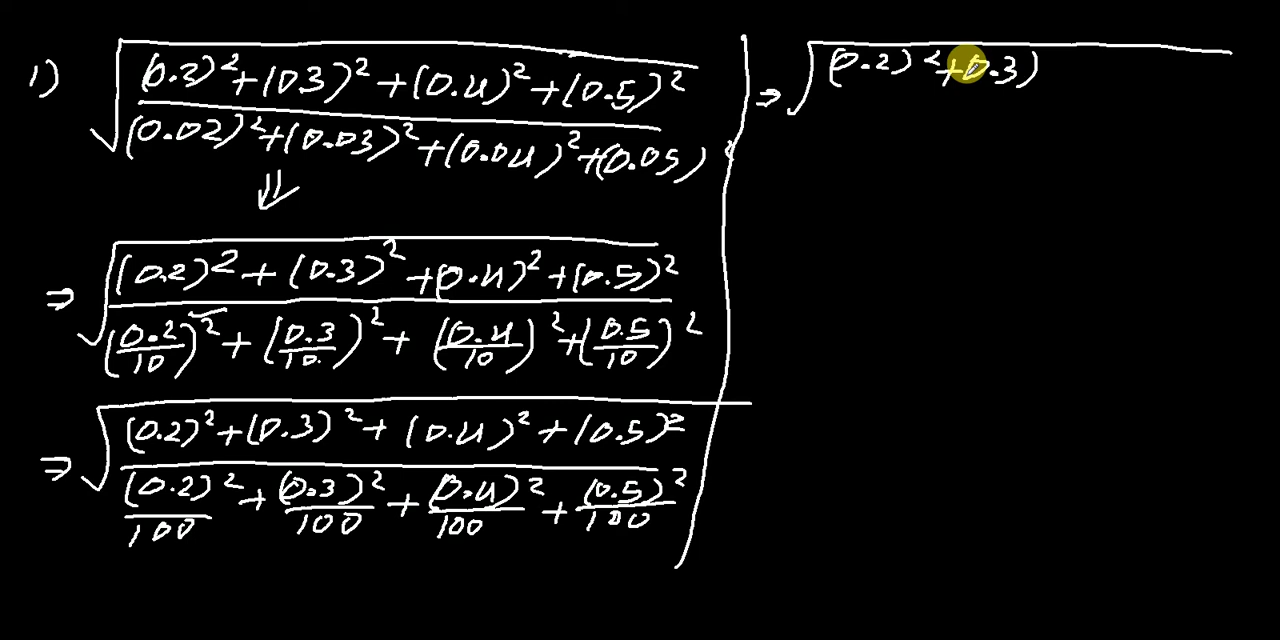 1) √((0.3)²+(0.3)²+(0.4)²+(0.5)² / (0.02)²+(0.03)²+(0.04)²+(0.05)²)
⇓
⇒ √((0.2)²+(0.3)²+(0.4)²+(0.5)² / (0.2/10)²+(0.3/10)²+(0.4/10)²+(0.5/10)²)
⇒ √((0.2)²+(0.3)²+(0.4)²+(0.5)² / (0.2)²/100+(0.3)²/100+(0.4)²/100+(0.5)²/100)
⇒ √(0.2)²+(0.3)